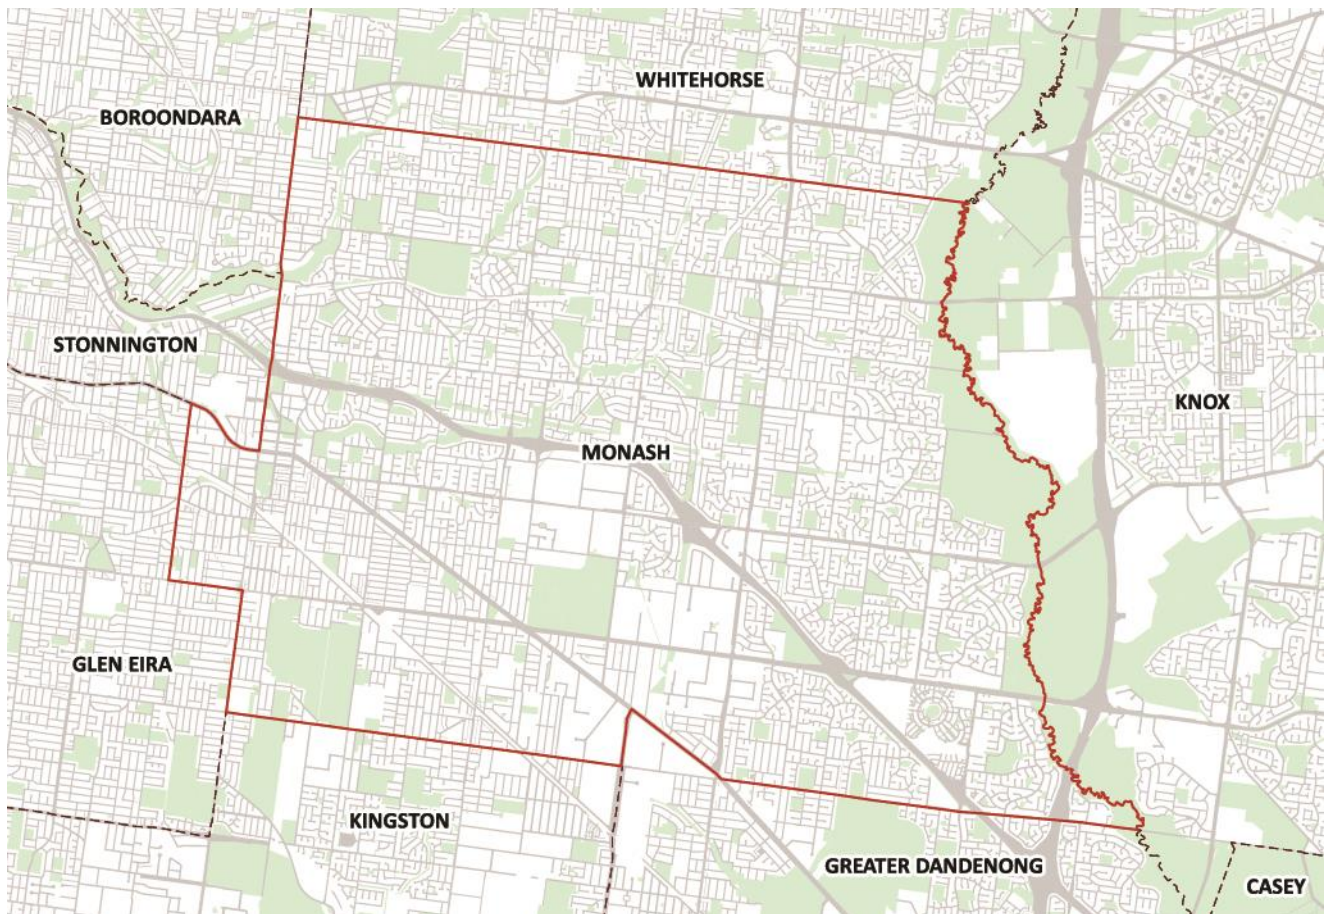 WHITEHORSE
BOROONDARA
STONNINGTON
KNOX
MONASH
GLEN EIRA
KINGSTON
GREATER DANDENONG
CASEY